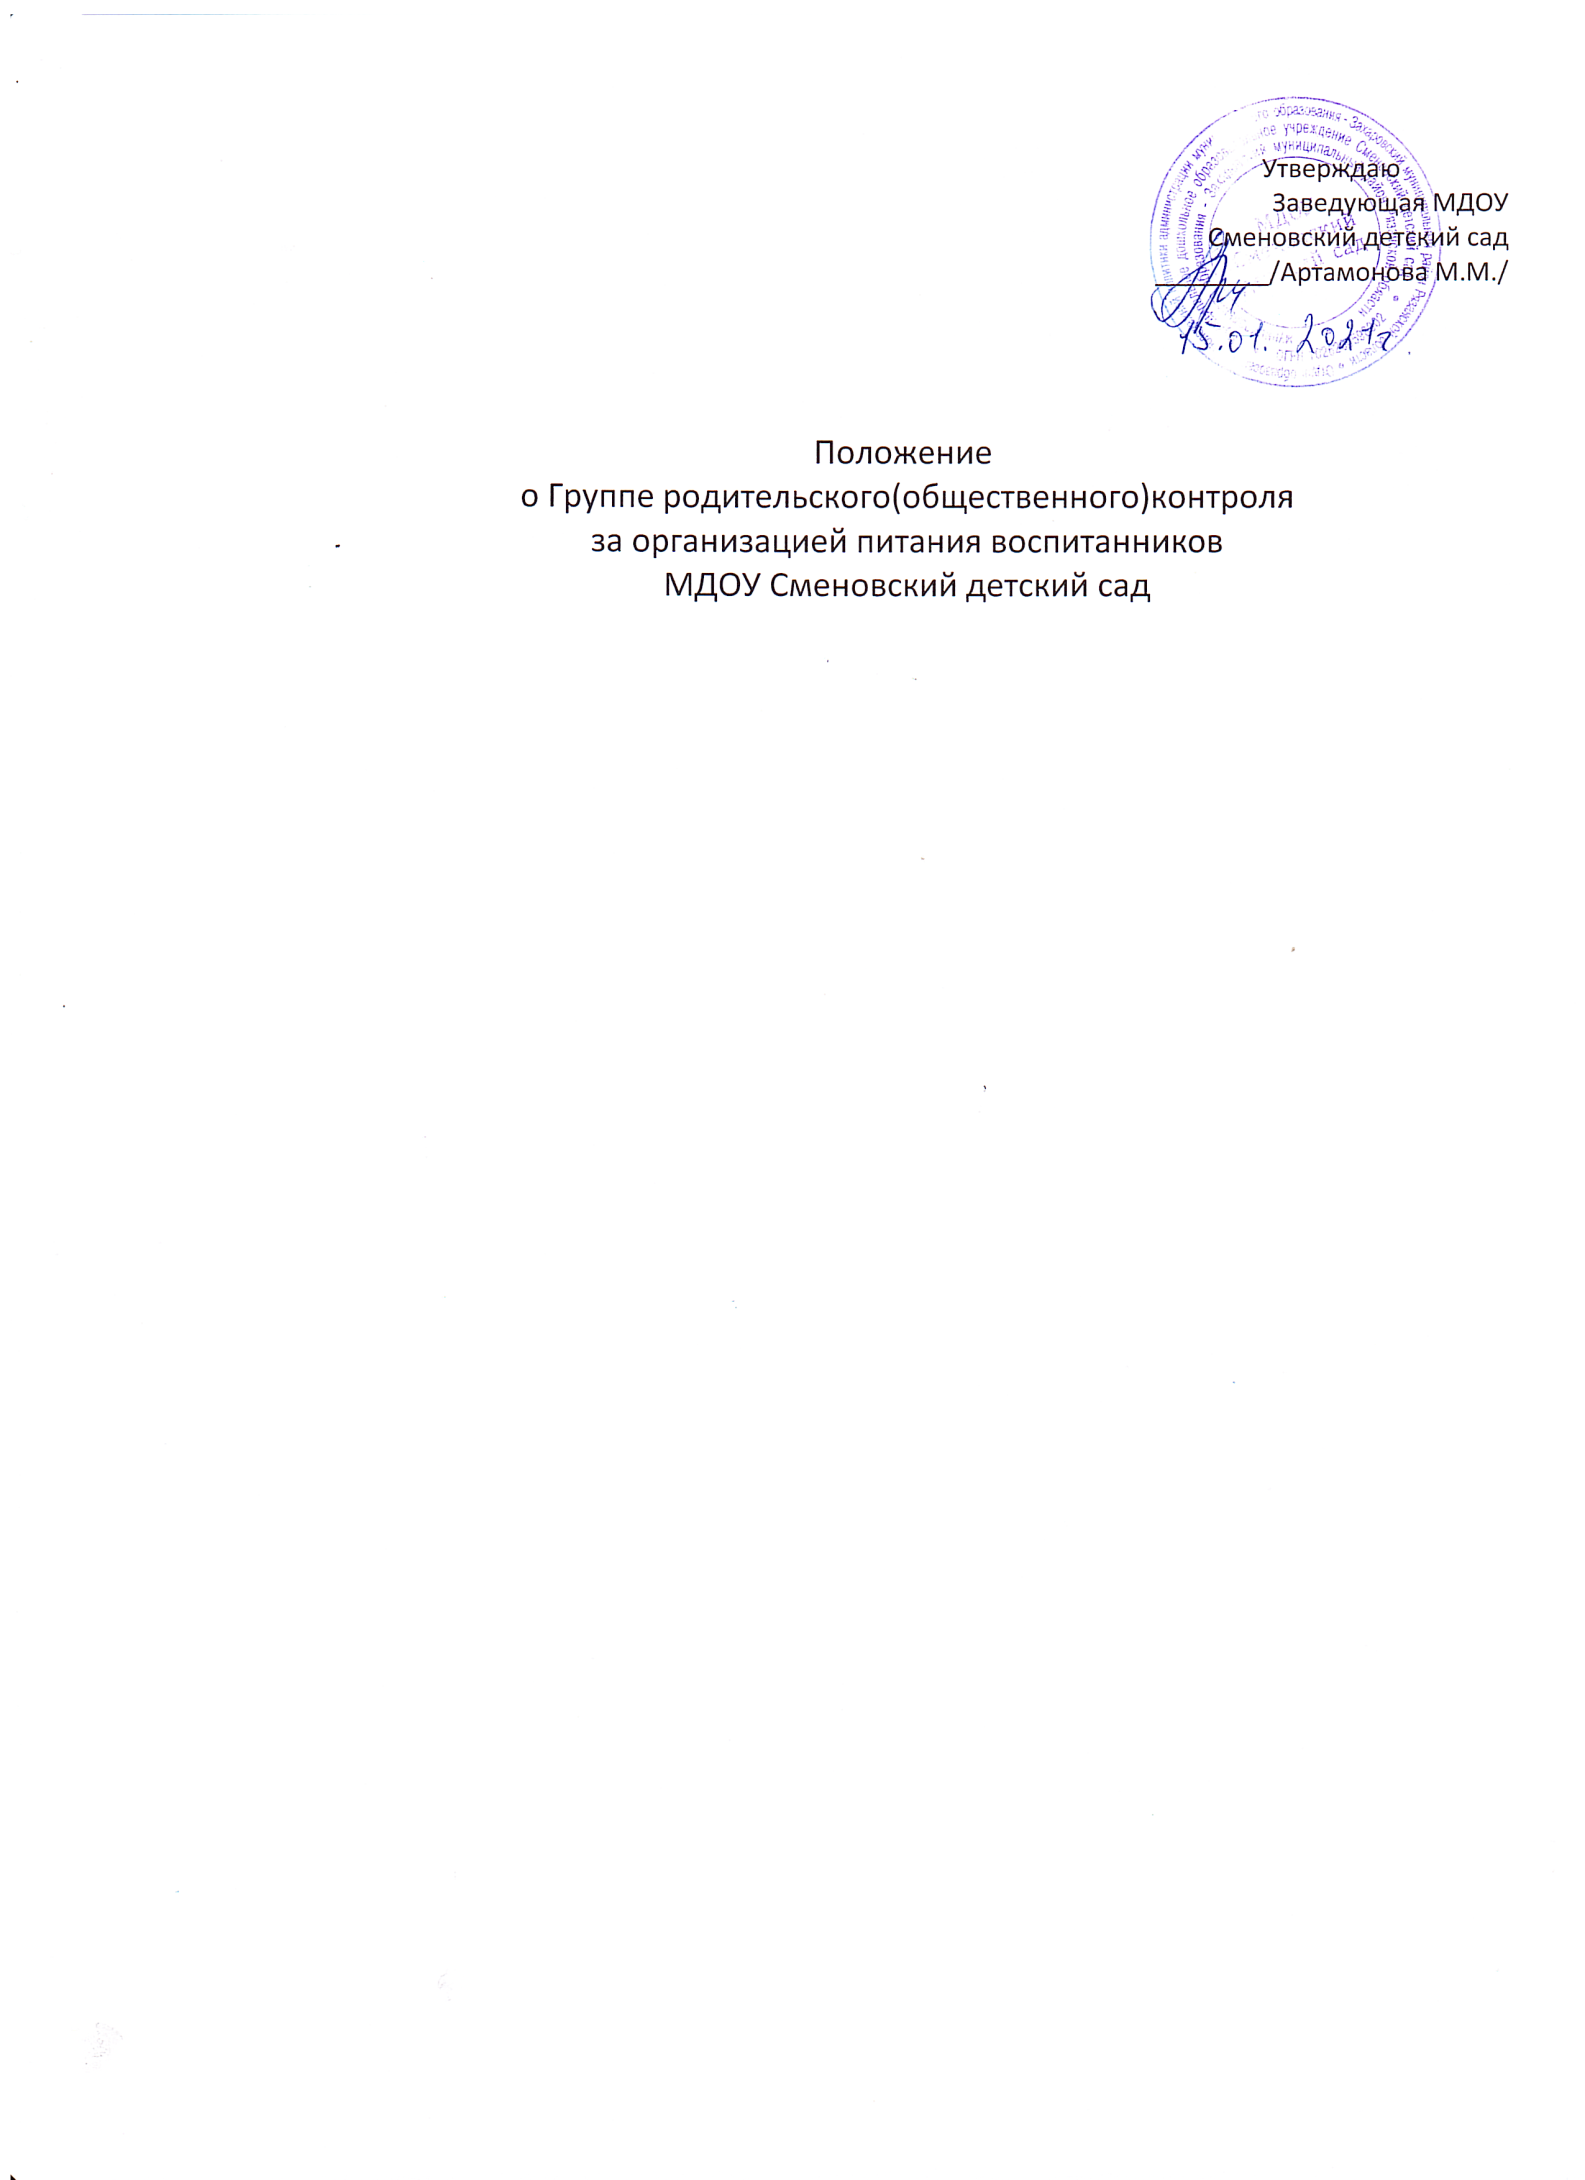 Утверждаю
Заведующая МДОУ
Сменовский детский сад
/Артамонова М.М./
15.01. 2021г
Положение
о Группе родительского(общественного)контроля
за организацией питания воспитанников
МДОУ Сменовский детский сад